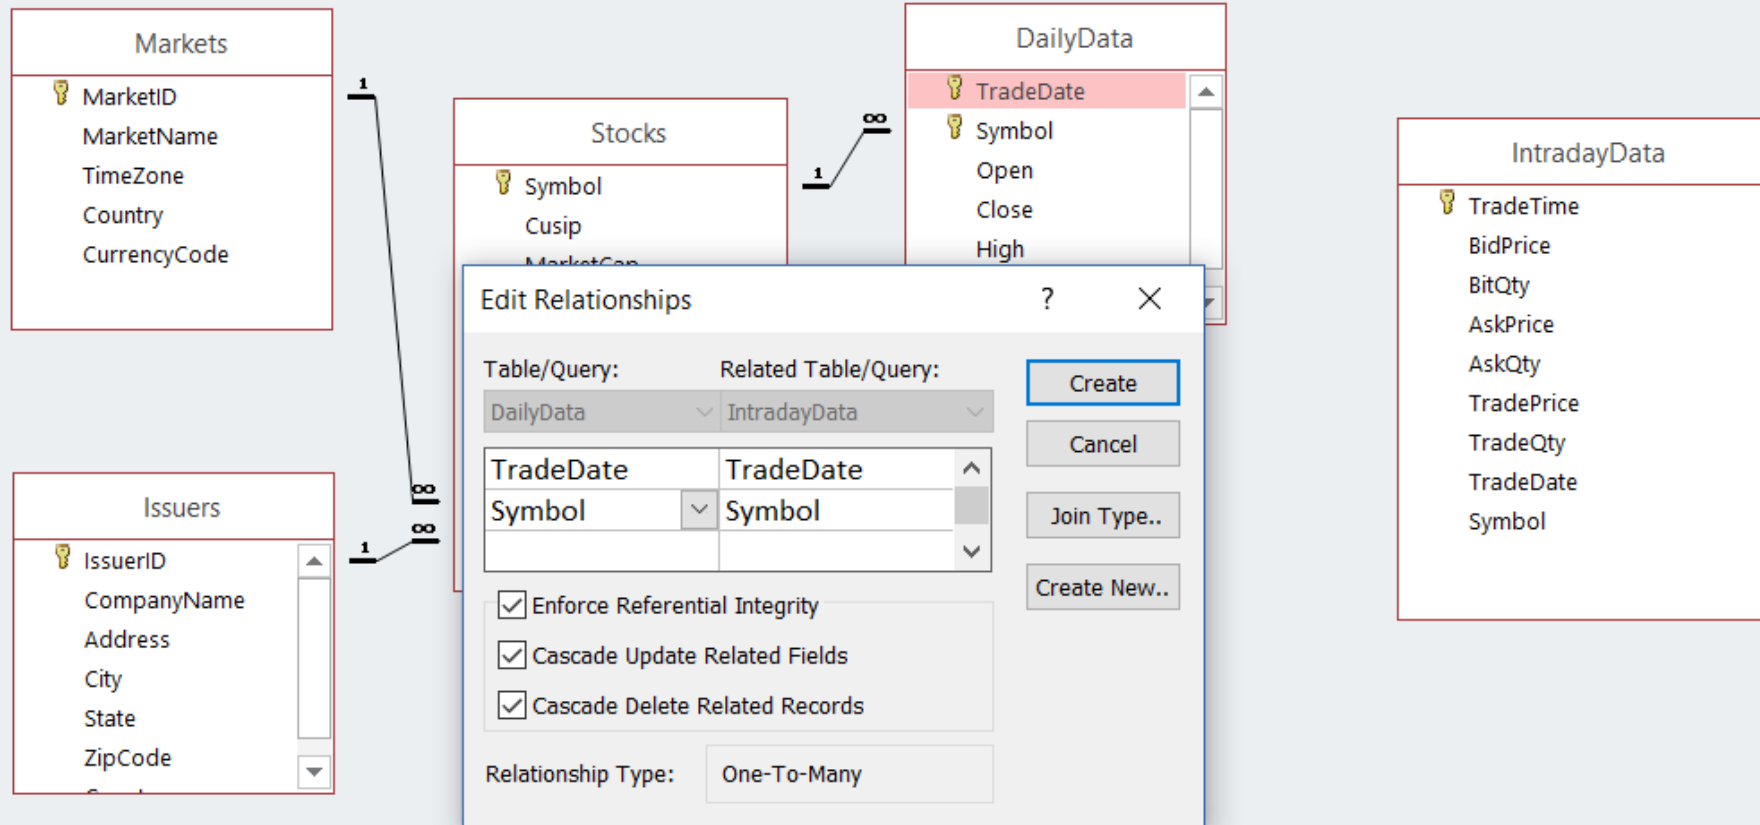 Markets
MarketID
MarketName
TimeZone
Country
CurrencyCode
1
∞
Issuers
IssuerID
CompanyName
Address
City
State
ZipCode
1
∞
Stocks
Symbol
Cusip
MarketCap
1
∞
DailyData
TradeDate
Symbol
Open
Close
High
IntradayData
TradeTime
BidPrice
BitQty
AskPrice
AskQty
TradePrice
TradeQty
TradeDate
Symbol
Edit Relationships ?
Table/Query: Related Table/Query:
DailyData IntradayData
TradeDate TradeDate
Symbol Symbol
Enforce Referential Integrity
Cascade Update Related Fields
Cascade Delete Related Records
Relationship Type: One-To-Many
Create
Cancel
Join Type..
Create New..